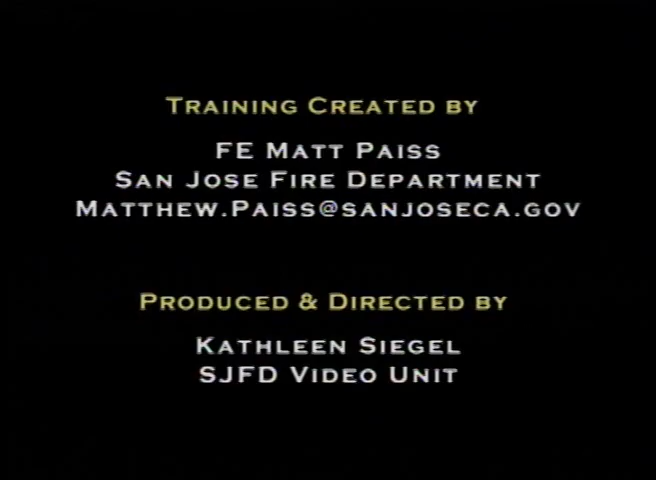 Training Created by
FE Matt Paiss
San Jose Fire Department
Matthew.Paiss@sanjoseca.gov
Produced & Directed by
Kathleen Siegel
SJFD Video Unit